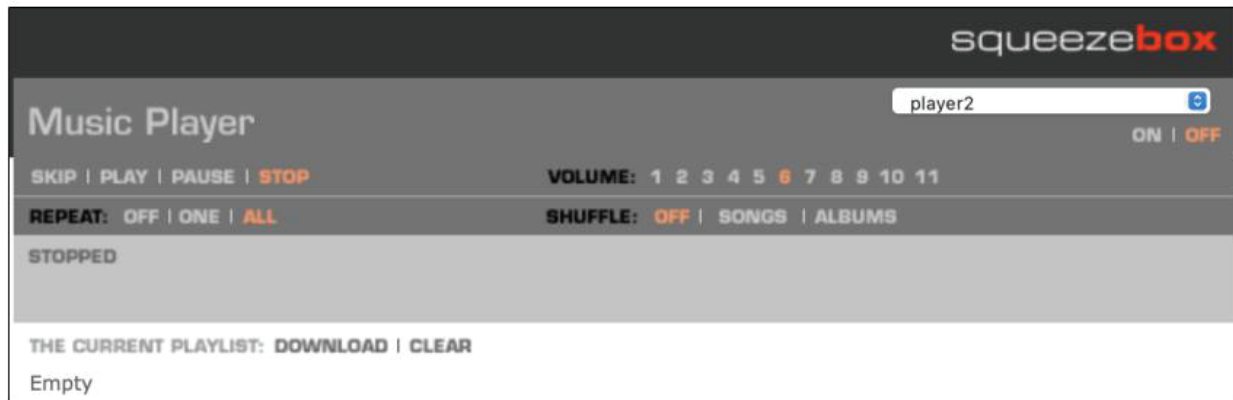 squeezebox
player2
Music Player
ON | OFF
SKIP | PLAY | PAUSE | STOP VOLUME: 1 2 3 4 5 6 7 8 9 10 11
REPEAT: OFF | ONE | ALL SHUFFLE: OFF | SONGS | ALBUMS
STOPPED
THE CURRENT PLAYLIST: DOWNLOAD | CLEAR
Empty